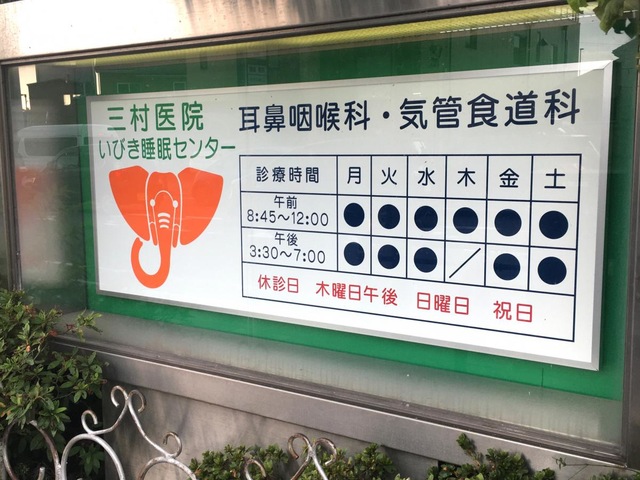 三村医院
いびき睡眠センター
耳鼻咽喉科・気管食道科
診療時間 月 火 水 木 金 土
午前
8:45〜12:00 ● ● ● ● ● ●
午後
3:30〜7:00 ● ● ● ／ ● ●
休診日 木曜日午後 日曜日 祝日